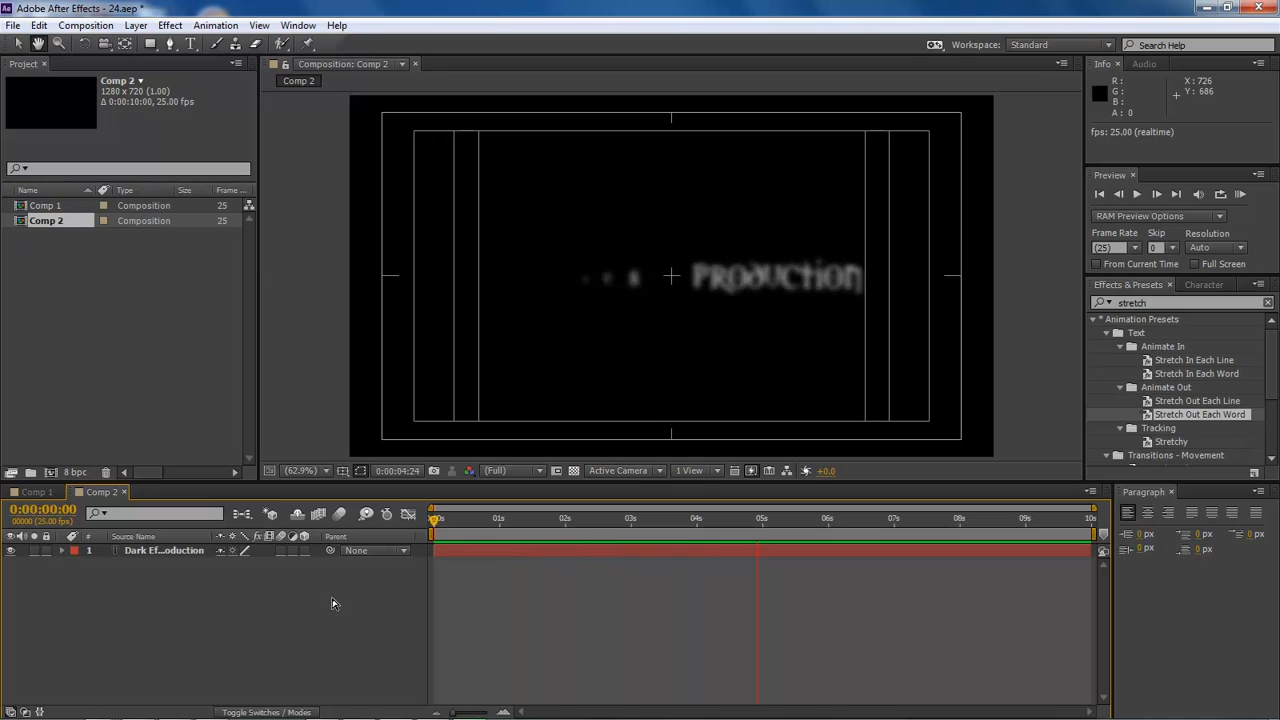 Adobe After Effects - 24.aep *
File Edit Composition Layer Effect Animation View Window Help
Workspace: Standard Search Help
Project
Composition: Comp 2
Info Audio
Comp 2
1280 x 720 (1.00)
Δ 0:00:10:00, 25.00 fps
Comp 2
R :
G :
B :
A : 0
X : 726
Y : 686
fps: 25.00 (realtime)
Preview
RAM Preview Options
Frame Rate Skip Resolution
(25) 0 Auto
From Current Time Full Screen
Name Type Size Frame ...
Comp 1 Composition 25
Comp 2 Composition 25
s PRODUCTION
Effects & Presets Character
stretch
* Animation Presets
Text
Animate In
Stretch In Each Line
Stretch In Each Word
Animate Out
Stretch Out Each Line
Stretch Out Each Word
Tracking
Stretchy
Transitions - Movement
8 bpc
(62.9%) 0:00:04:24 (Full) Active Camera 1 View +0.0
Comp 1 Comp 2
0:00:00:00
00000 (25.00 fps)
01s 02s 03s 04s 05s 06s 07s 08s 09s 10s
# Source Name fx Parent
1 T Dark Ef...oduction None
Paragraph
0 px 0 px 0 px
0 px 0 px
Toggle Switches / Modes